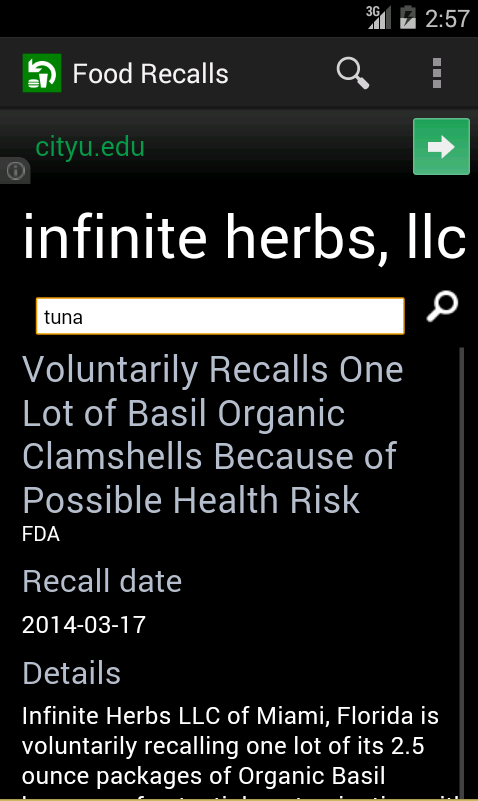 3G 2:57
Food Recalls
cityu.edu
infinite herbs, llc
tuna
Voluntarily Recalls One
Lot of Basil Organic
Clamshells Because of
Possible Health Risk
FDA
Recall date
2014-03-17
Details
Infinite Herbs LLC of Miami, Florida is
voluntarily recalling one lot of its 2.5
ounce packages of Organic Basil